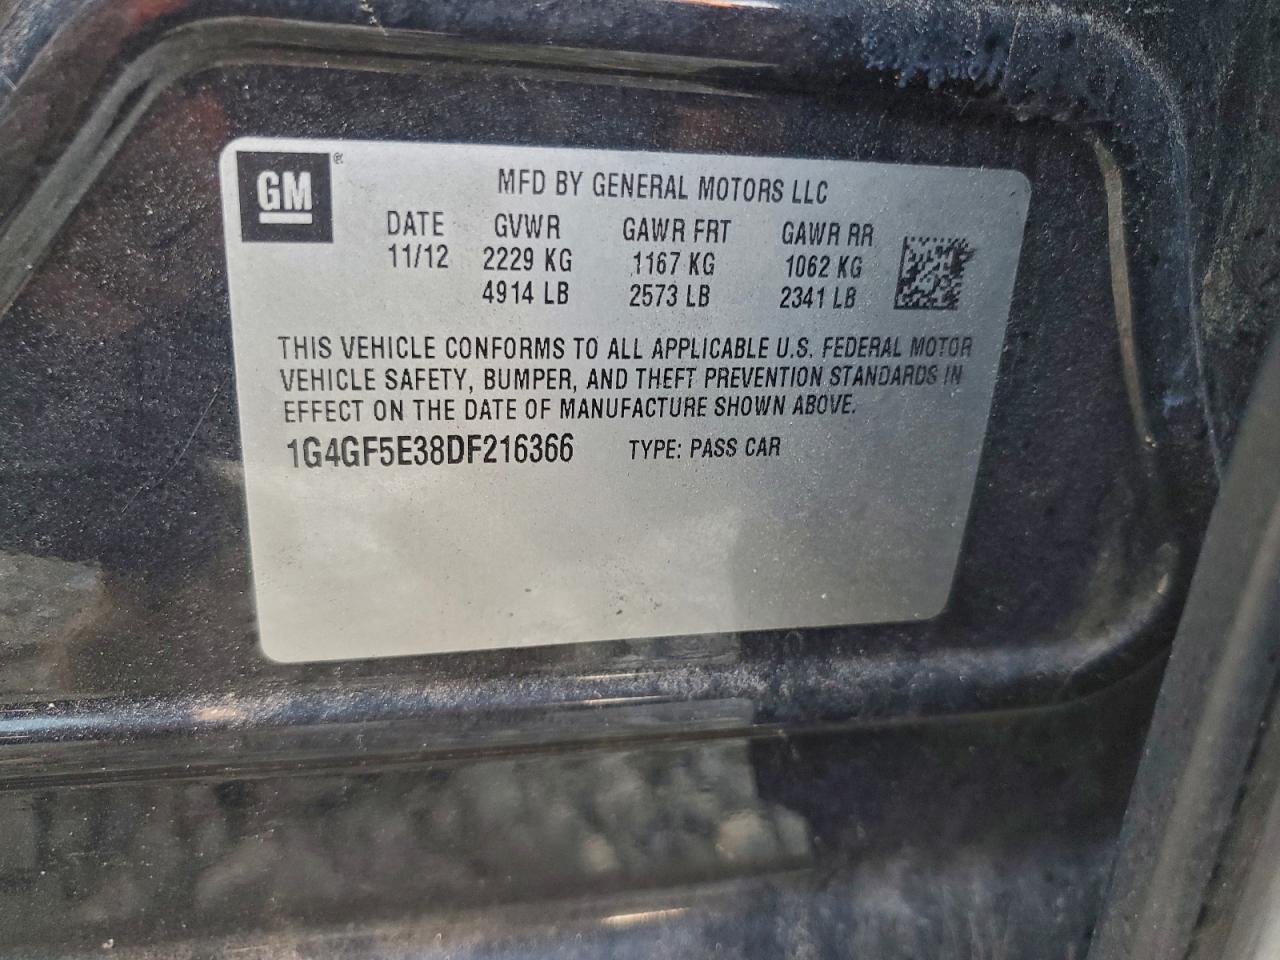 GM ®
MFD BY GENERAL MOTORS LLC
DATE GVWR GAWR FRT GAWR RR
11/12 2229 KG 1167 KG 1062 KG
4914 LB 2573 LB 2341 LB
THIS VEHICLE CONFORMS TO ALL APPLICABLE U.S. FEDERAL MOTOR
VEHICLE SAFETY, BUMPER, AND THEFT PREVENTION STANDARDS IN
EFFECT ON THE DATE OF MANUFACTURE SHOWN ABOVE.
1G4GF5E38DF216366 TYPE: PASS CAR